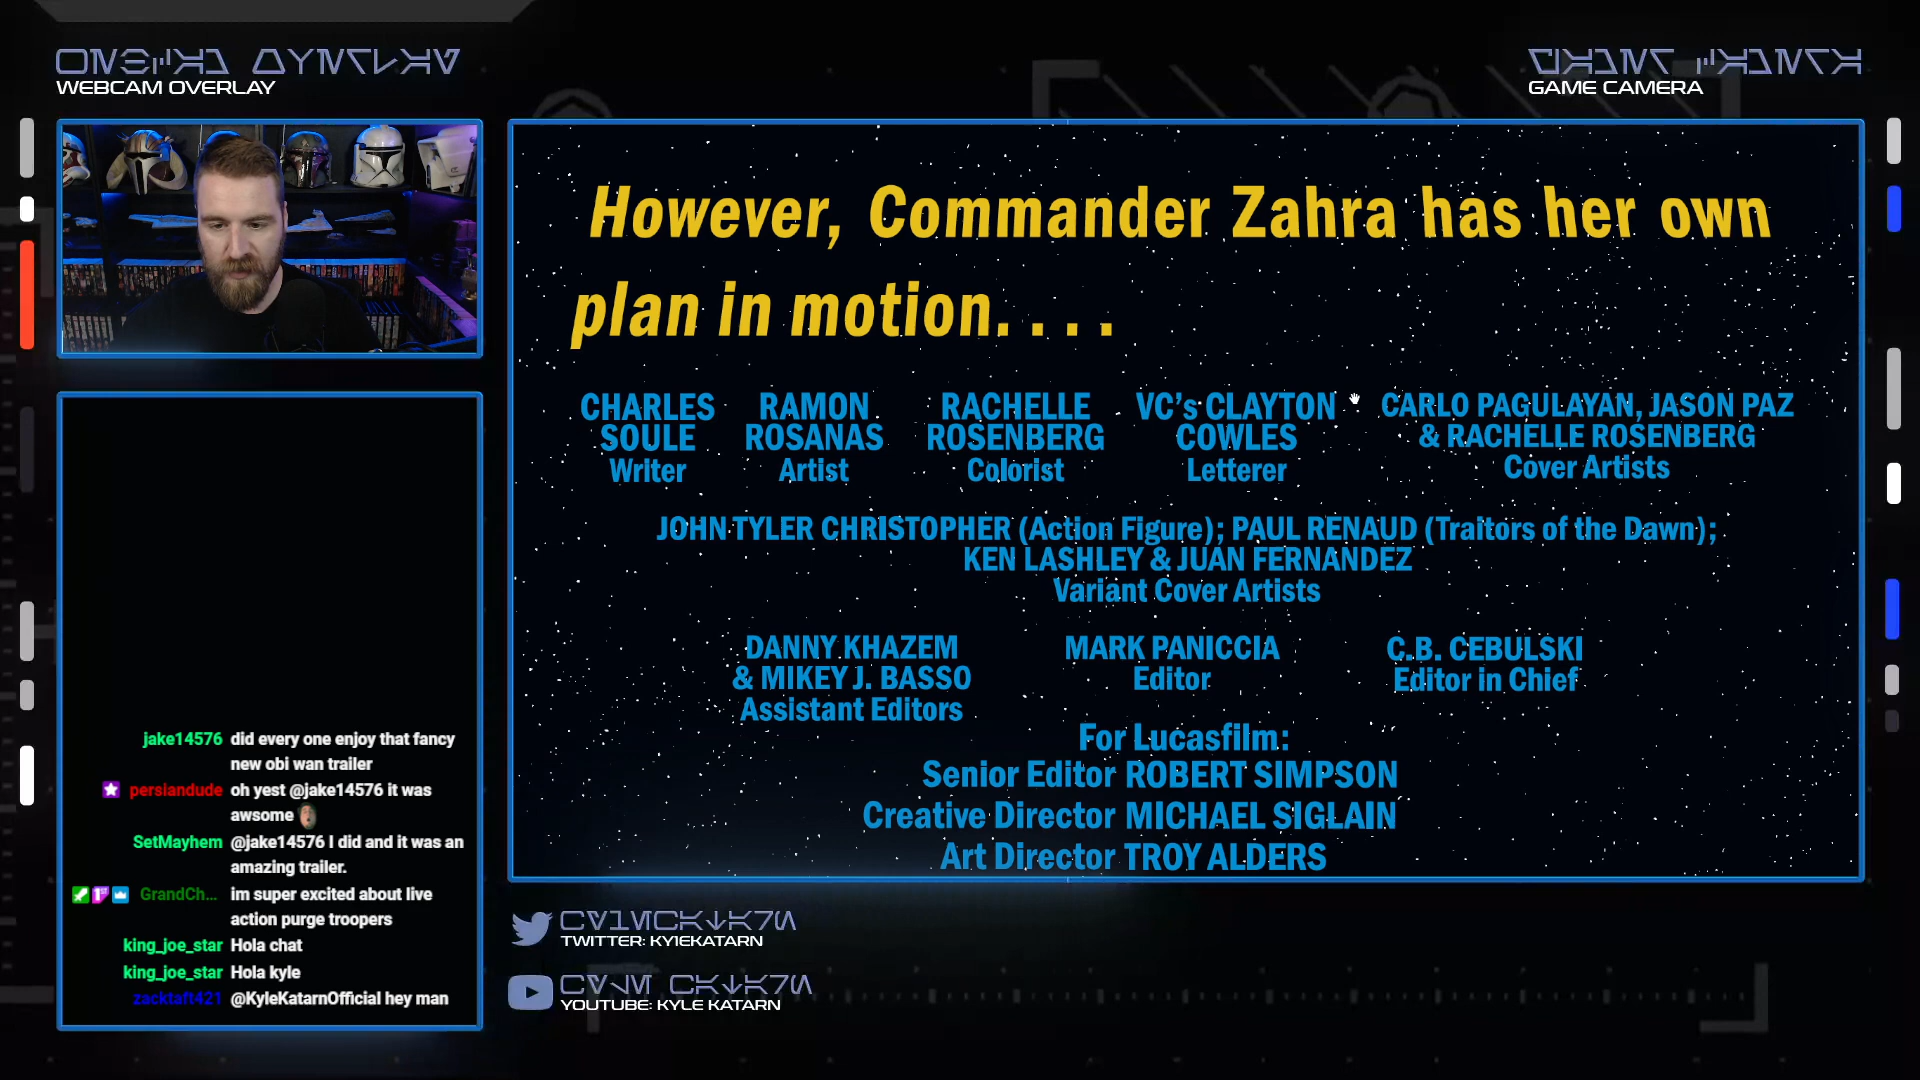 WEBCAM OVERLAY
GAME CAMERA
However, Commander Zahra has her own
plan in motion. . . .
CHARLES
SOULE
Writer
RAMON
ROSANAS
Artist
RACHELLE
ROSENBERG
Colorist
VC's CLAYTON
COWLES
Letterer
CARLO PAGULAYAN, JASON PAZ
& RACHELLE ROSENBERG
Cover Artists
JOHN TYLER CHRISTOPHER (Action Figure); PAUL RENAUD (Traitors of the Dawn);
KEN LASHLEY & JUAN FERNANDEZ
Variant Cover Artists
DANNY KHAZEM
& MIKEY J. BASSO
Assistant Editors
MARK PANICCIA
Editor
C.B. CEBULSKI
Editor in Chief
For Lucasfilm:
Senior Editor ROBERT SIMPSON
Creative Director MICHAEL SIGLAIN
Art Director TROY ALDERS
jake14576 did every one enjoy that fancy
new obi wan trailer
persiandude oh yest @jake14576 it was
awsome
SetMayhem @jake14576 I did and it was an
amazing trailer.
GrandCh... im super excited about live
action purge troopers
king_joe_star Hola chat
king_joe_star Hola kyle
zacktaft421 @KyleKatarnOfficial hey man
TWITTER: KY1EKATARN
YOUTUBE: KYLE KATARN